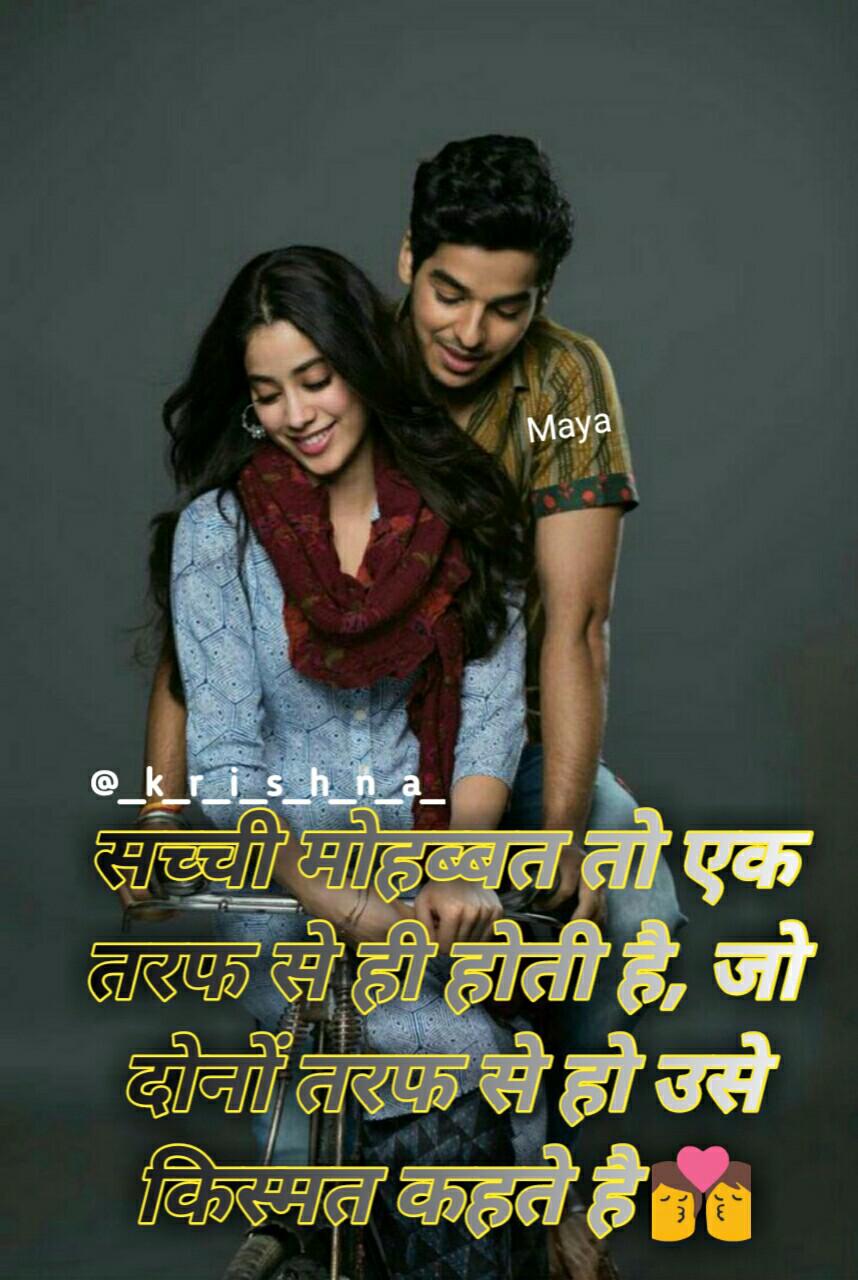 Maya
@_k_r_i_s_h_n_a_
सच्ची मोहब्बत तो एक
तरफ से ही होती है, जो
दोनों तरफ से हो उसे
किस्मत कहते है💏